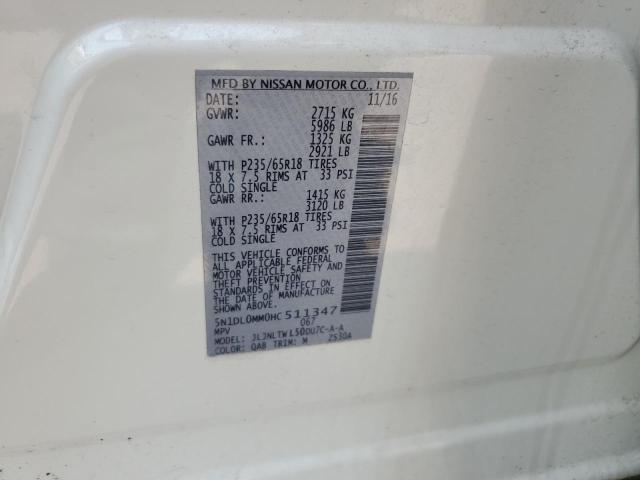 MFD BY NISSAN MOTOR CO., LTD.
DATE: 11/16
GVWR: 2715 KG
5986 LB
GAWR FR.: 1325 KG
2921 LB
WITH P235/65R18 TIRES
18 X 7.5 RIMS AT 33 PSI
COLD SINGLE
GAWR RR.: 1415 KG
3120 LB
WITH P235/65R18 TIRES
18 X 7.5 RIMS AT 33 PSI
COLD SINGLE
THIS VEHICLE CONFORMS TO
ALL APPLICABLE FEDERAL
MOTOR VEHICLE SAFETY AND
THEFT PREVENTION
STANDARDS IN EFFECT ON
THE DATE OF MANUFACTURE
SHOWN ABOVE.
5N1DL0MM0HC511347
MPV 067
MODEL: JLJNLTWL50DU7C-A-A
COLOR: QAB TRIM: M 2530A